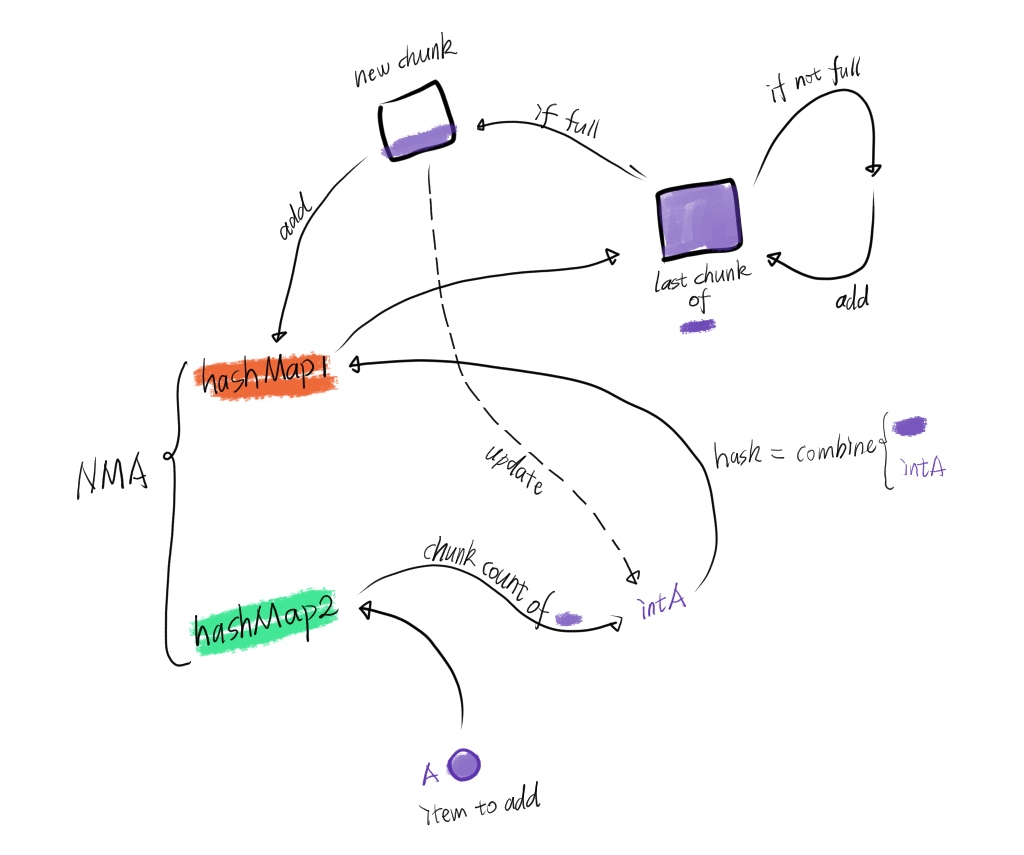 new chunk
if full
if not full
add
last chunk
of
add
hashMap1
NMA
update
hask = combine
intA
chunk count of
intA
hashMap2
A
item to add